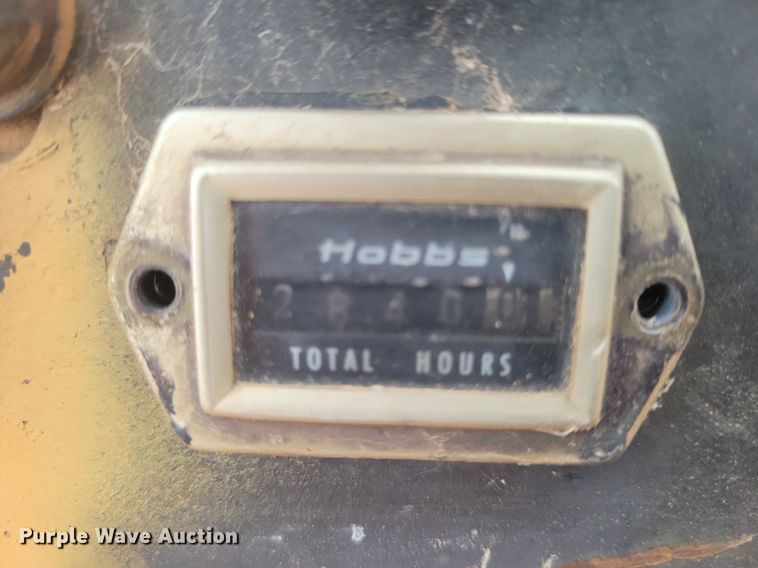 Hobbs
TOTAL HOURS
Purple Wave Auction